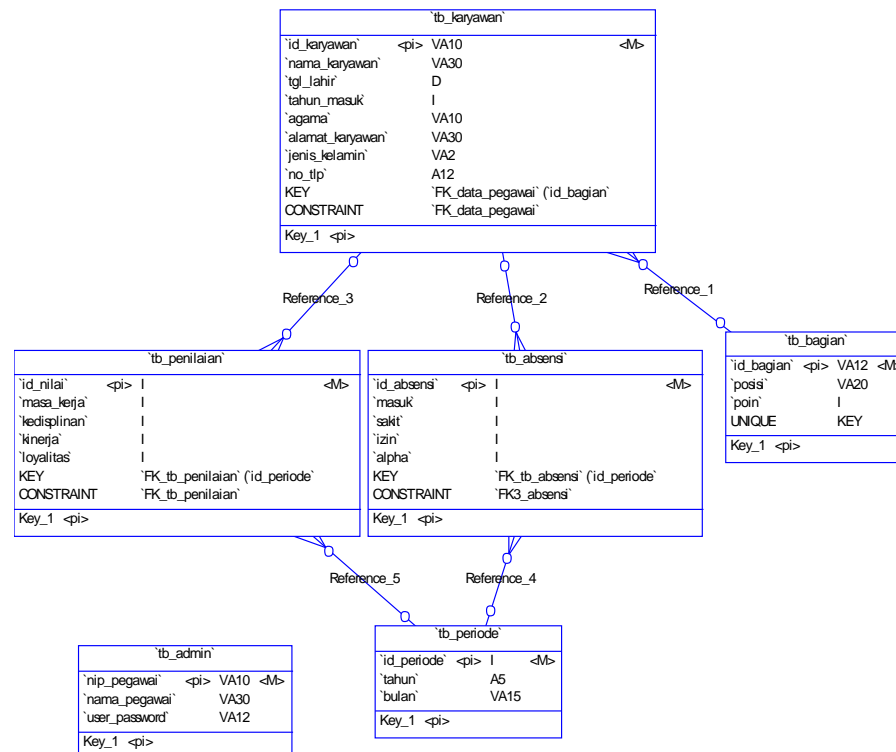 `tb_karyawan`
`id_karyawan` <pi> VA10 <M>
`nama_karyawan` VA30
`tgl_lahir` D
`tahun_masuk` I
`agama` VA10
`alamat_karyawan` VA30
`jenis_kelamin` VA2
`no_tlp` A12
KEY `FK_data_pegawai` (`id_bagian`
CONSTRAINT `FK_data_pegawai`
Key_1 <pi>
Reference_3
Reference_2
Reference_1
`tb_penilaian`
`id_nilai` <pi> I <M>
`masa_kerja` I
`kedisplinan` I
`kinerja` I
`loyalitas` I
KEY `FK_tb_penilaian` (`id_periode`
CONSTRAINT `FK_tb_penilaian`
Key_1 <pi>
`tb_absensi`
`id_absensi` <pi> I <M>
`masuk` I
`sakit` I
`izin` I
`alpha` I
KEY `FK_tb_absensi` (`id_periode`
CONSTRAINT `FK3_absensi`
Key_1 <pi>
`tb_bagian`
`id_bagian` <pi> VA12 <M>
`posisi` VA20
`poin` I
UNIQUE KEY
Key_1 <pi>
Reference_5
Reference_4
`tb_admin`
`nip_pegawai` <pi> VA10 <M>
`nama_pegawai` VA30
`user_password` VA12
Key_1 <pi>
`tb_periode`
`id_periode` <pi> I <M>
`tahun` A5
`bulan` VA15
Key_1 <pi>